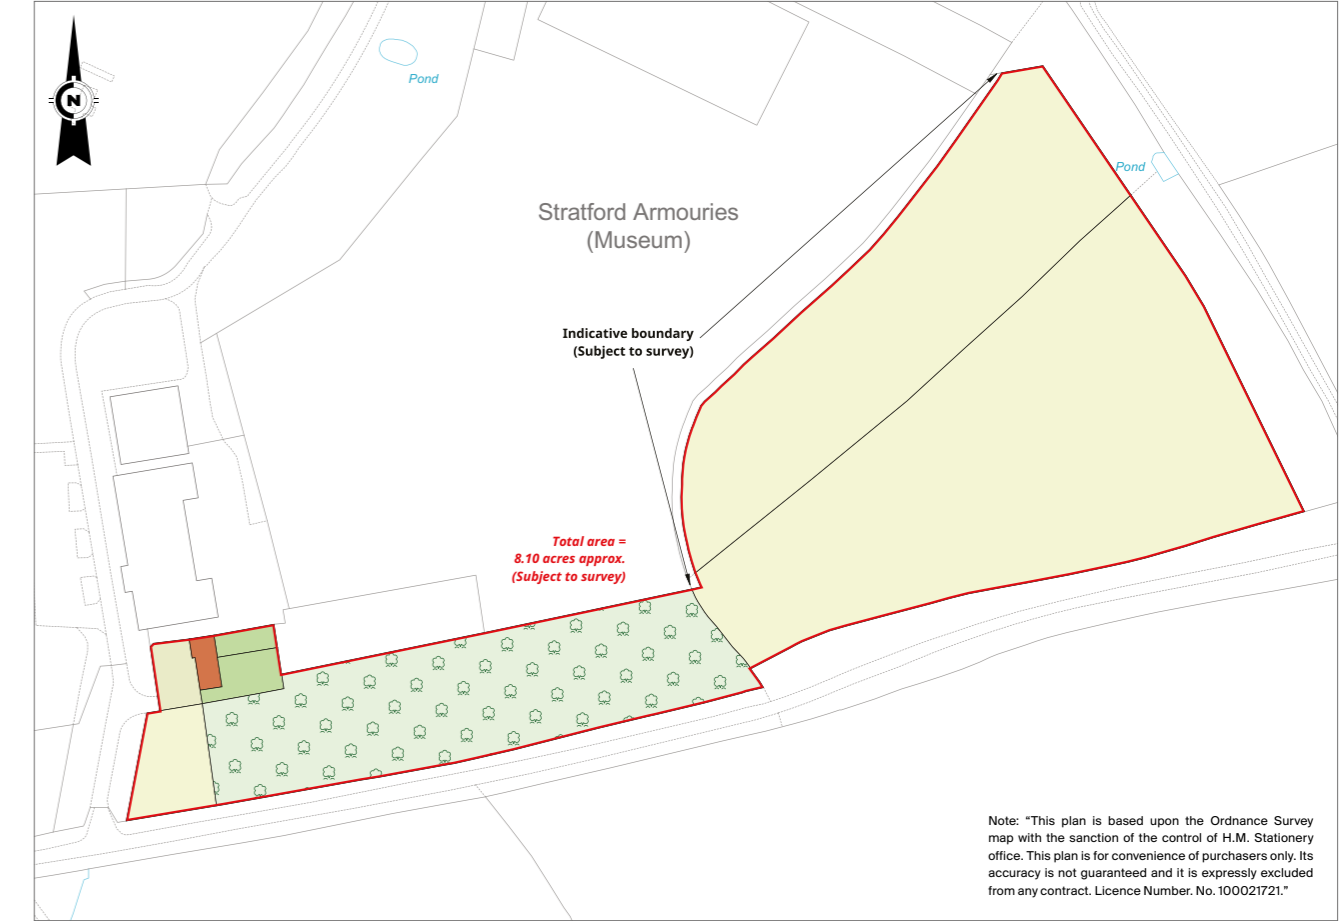 N
Pond
Pond
Stratford Armouries
(Museum)
Indicative boundary
(Subject to survey)
Total area =
8.10 acres approx.
(Subject to survey)
Note: “This plan is based upon the Ordnance Survey
map with the sanction of the control of H.M. Stationery
office. This plan is for convenience of purchasers only. Its
accuracy is not guaranteed and it is expressly excluded
from any contract. Licence Number. No. 100021721.”